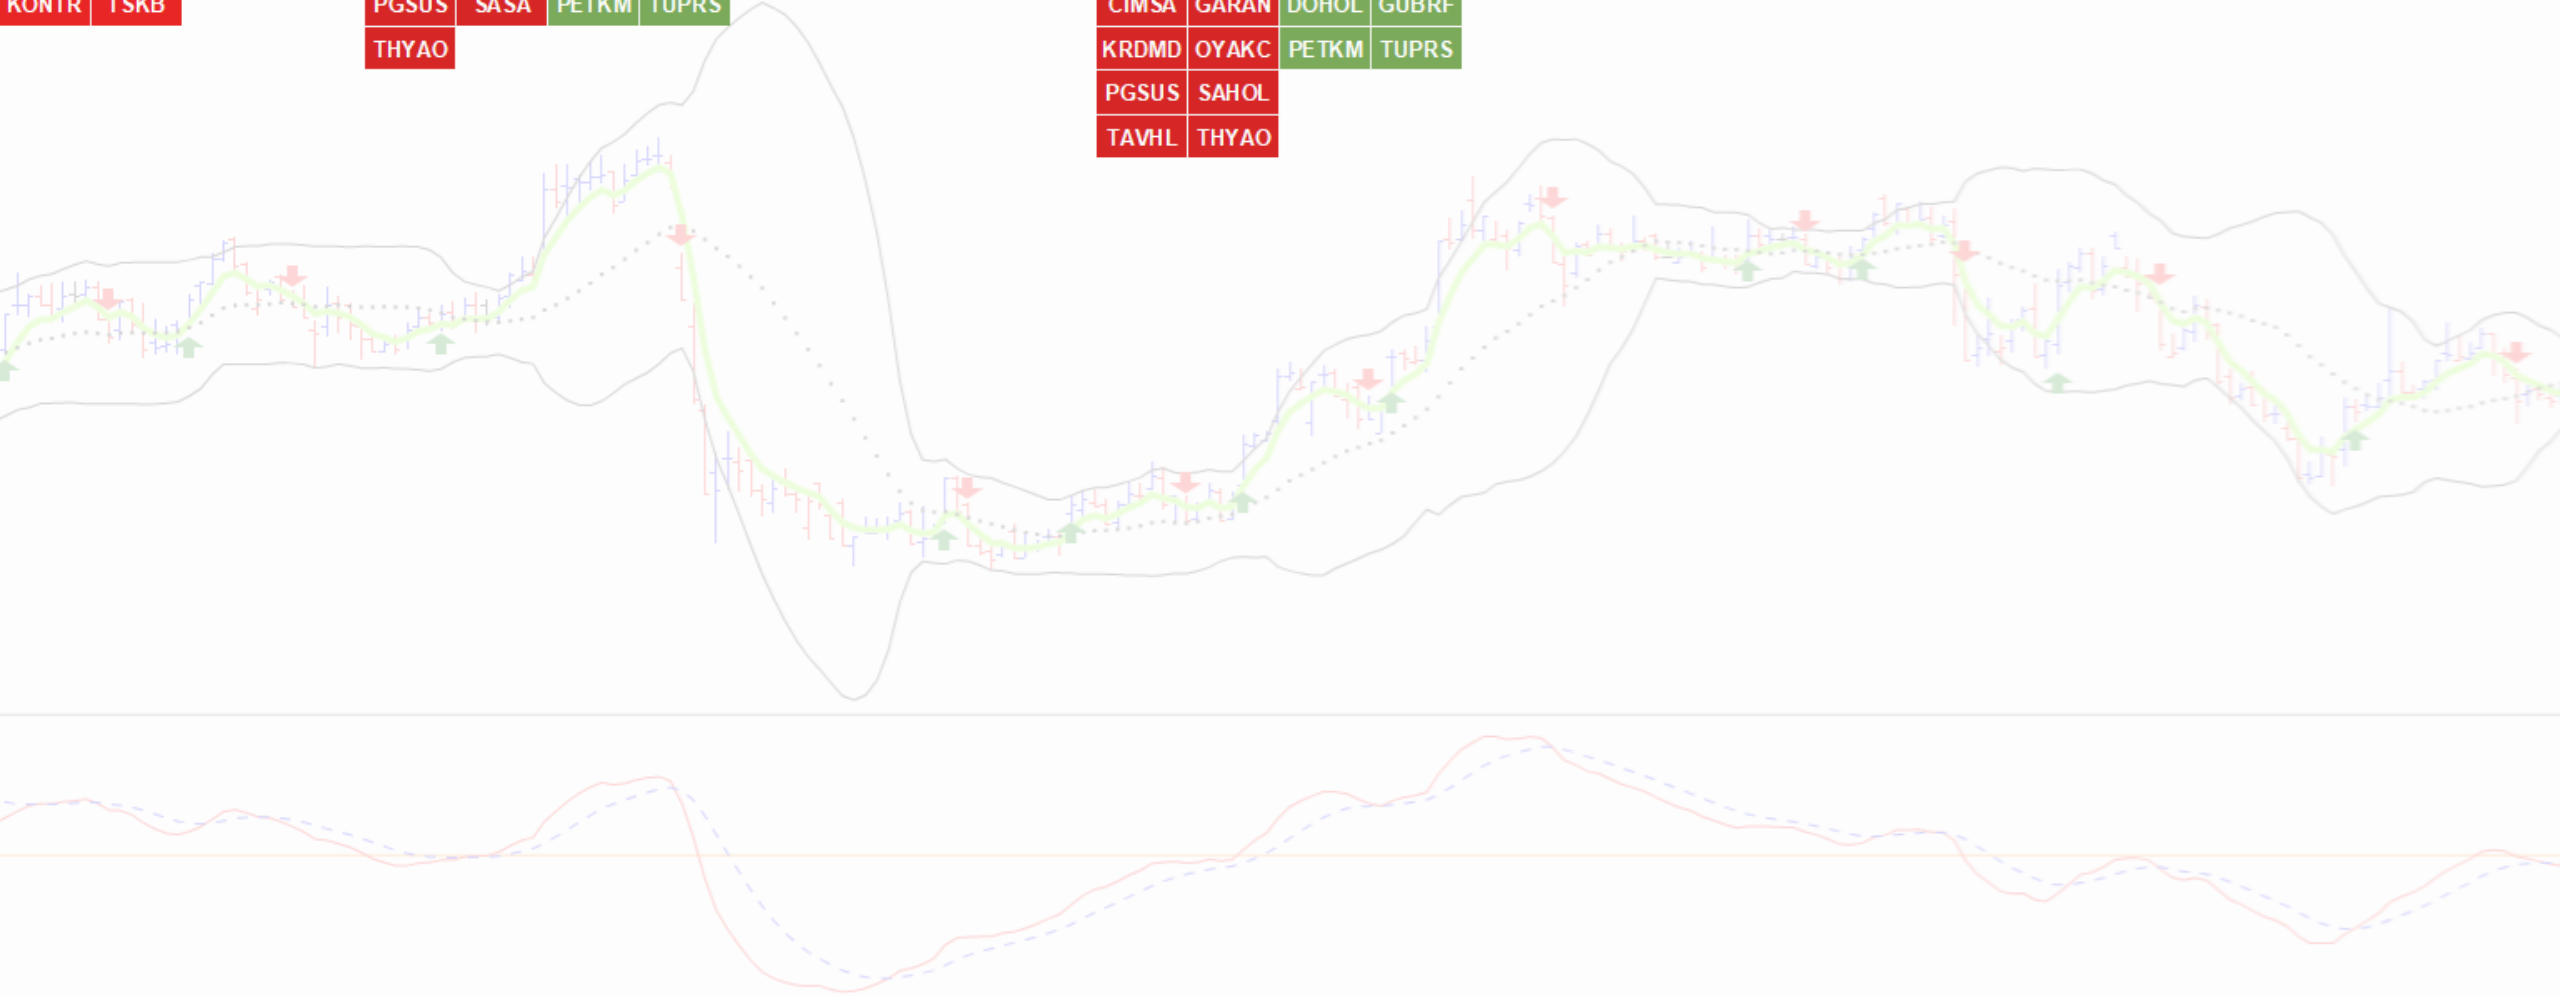 KONTR TSKB PGSUS SASA PETKM TUPRS CIMSA GARAN DOHOL GUBRF
THYAO KRDMD OYAKC PETKM TUPRS
PGSUS SAHOL
TAVHL THYAO